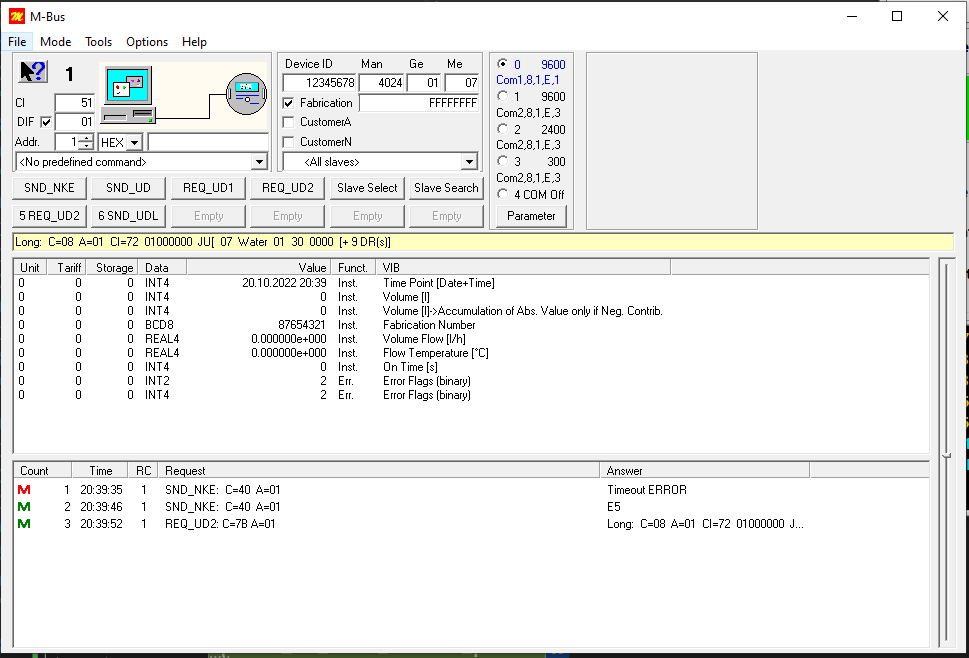 M-Bus
File Mode Tools Options Help
1
CI 51
DIF 01
Addr. 1 HEX
<No predefined command>
Device ID Man Ge Me
12345678 4024 01 07
Fabrication FFFFFFFF
CustomerA
CustomerN
<All slaves>
0 9600
Com1,8,1,E,1
1 9600
Com2,8,1,E,3
2 2400
Com2,8,1,E,3
3 300
Com2,8,1,E,3
4 COM Off
Parameter
SND_NKE SND_UD REQ_UD1 REQ_UD2 Slave Select Slave Search
5 REQ_UD2 6 SND_UDL Empty Empty Empty Empty
Long: C=08 A=01 CI=72 01000000 JU[ 07 Water 01 30 0000 [+ 9 DR(s)]
Unit Tariff Storage Data Value Funct. VIB
0 0 0 INT4 20.10.2022 20:39 Inst. Time Point [Date+Time]
0 0 0 INT4 0 Inst. Volume [l]
0 0 0 INT4 0 Inst. Volume [l]->Accumulation of Abs. Value only if Neg. Contrib.
0 0 0 BCD8 87654321 Inst. Fabrication Number
0 0 0 REAL4 0.000000e+000 Inst. Volume Flow [l/h]
0 0 0 REAL4 0.000000e+000 Inst. Flow Temperature [°C]
0 0 0 INT4 0 Inst. On Time [s]
0 0 0 INT2 2 Err. Error Flags (binary)
0 0 0 INT4 2 Err. Error Flags (binary)
Count Time RC Request Answer
M 1 20:39:35 1 SND_NKE: C=40 A=01 Timeout ERROR
M 2 20:39:46 1 SND_NKE: C=40 A=01 E5
M 3 20:39:52 1 REQ_UD2: C=7B A=01 Long: C=08 A=01 CI=72 01000000 J...